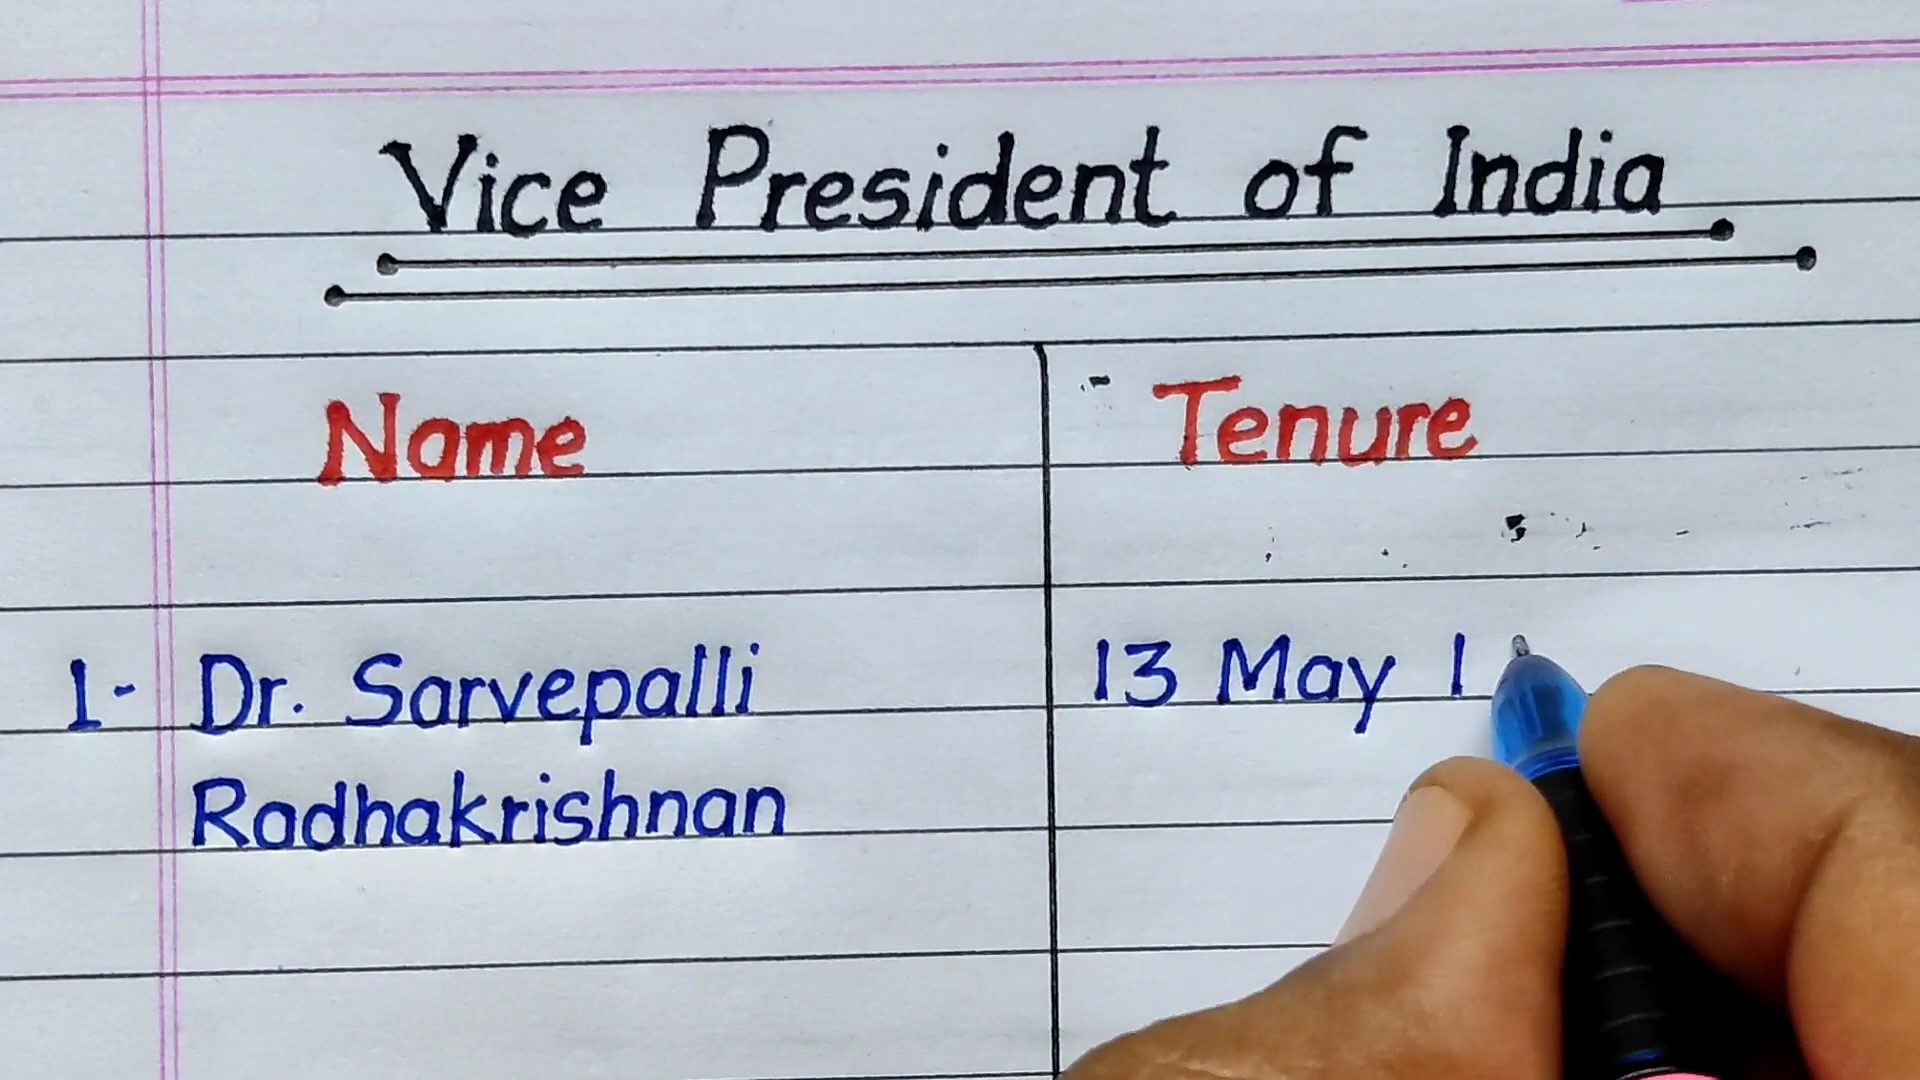 Vice President of India
Name Tenure
1- Dr. Sarvepalli 13 May 1
Radhakrishnan